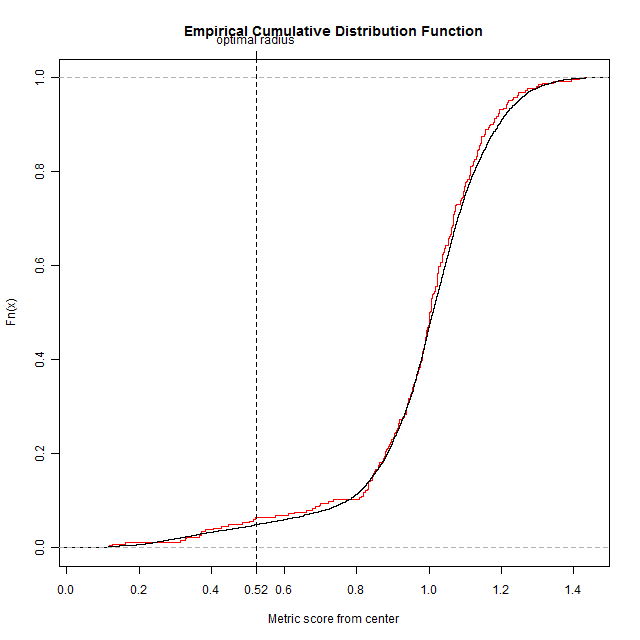 Empirical Cumulative Distribution Function
optimal radius
1.0
0.8
0.6
0.4
0.2
0.0
Fn(x)
0.0 0.2 0.4 0.52 0.6 0.8 1.0 1.2 1.4
Metric score from center